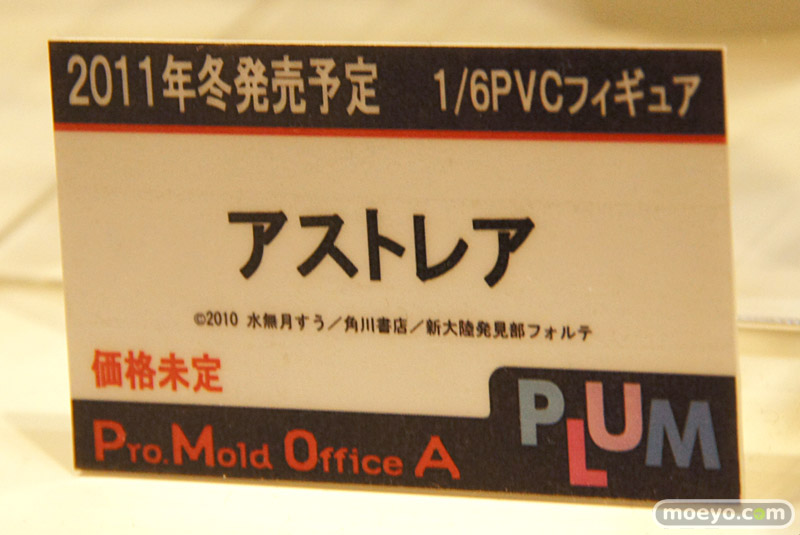 2011年冬発売予定　1/6PVCフィギュア
アストレア
©2010 水無月すう／角川書店／新大陸発見部フォルテ
価格未定
Pro.Mold Office A
PLUM
moeyo.com